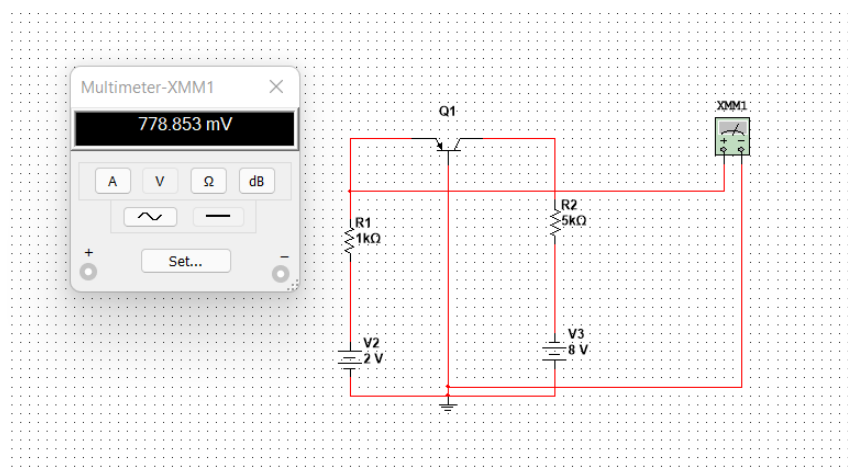 Multimeter-XMM1
778.853 mV
A
V
Ω
dB
+
Set...
−
Q1
XMM1
+ −
R1
1kΩ
R2
5kΩ
V2
2 V
V3
8 V